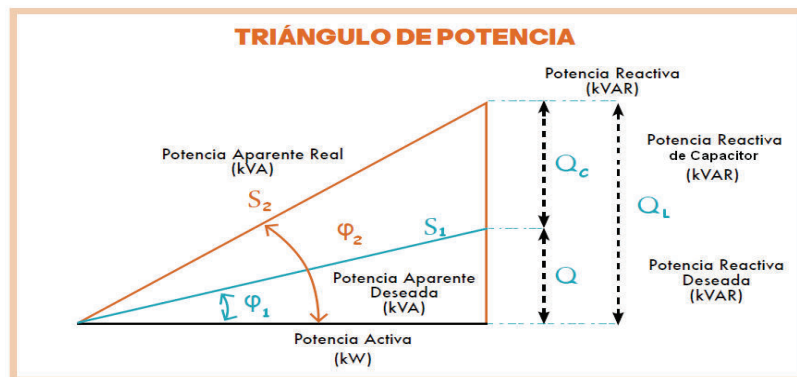 TRIÁNGULO DE POTENCIA
Potencia Reactiva
(kVAR)
Potencia Aparente Real
(kVA)
S2
φ2
S1
Potencia Aparente
Deseada
(kVA)
φ1
Potencia Activa
(kW)
Qc
Q
QL
Potencia Reactiva
de Capacitor
(kVAR)
Potencia Reactiva
Deseada
(kVAR)